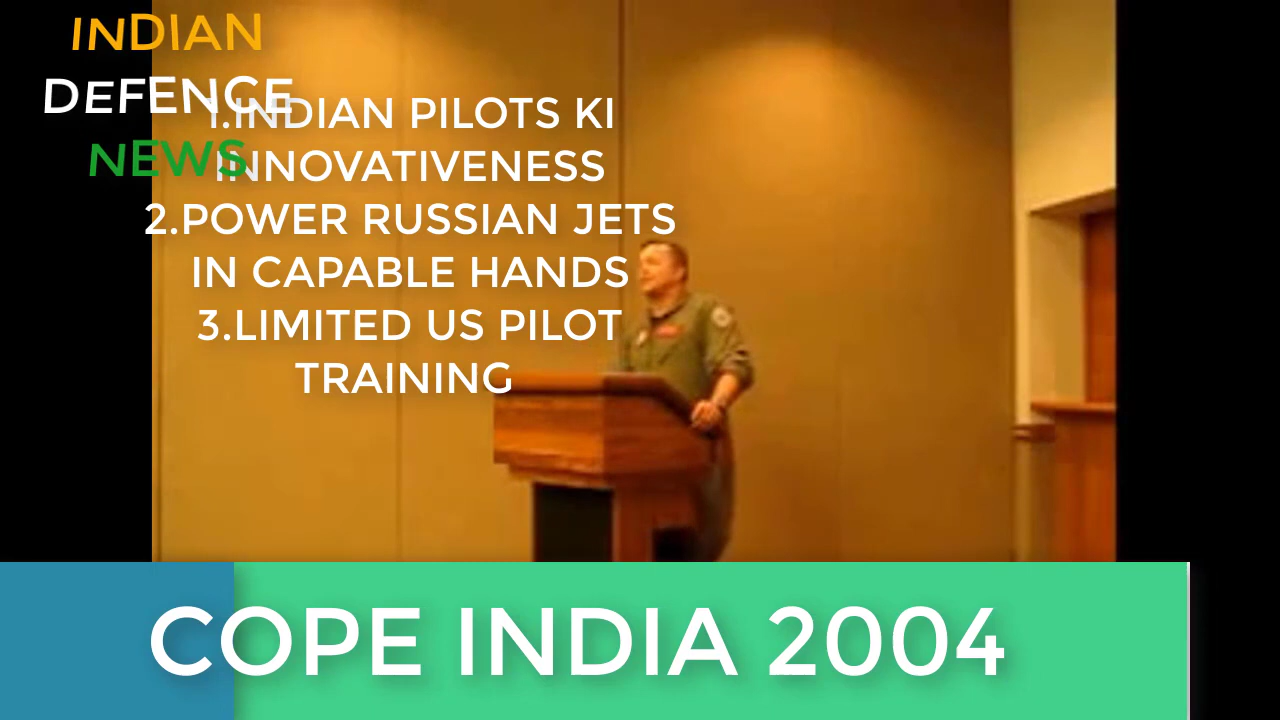 INDIAN
DEFENCE
NEWS
1.INDIAN PILOTS KI
INNOVATIVENESS
2.POWER RUSSIAN JETS
IN CAPABLE HANDS
3.LIMITED US PILOT
TRAINING
COPE INDIA 2004